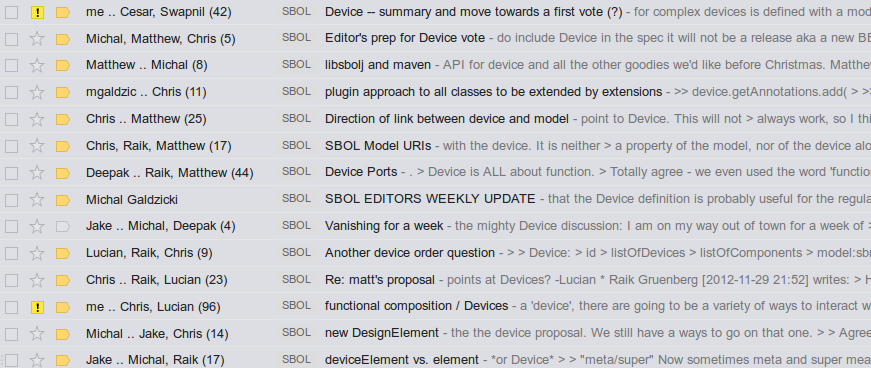 me .. Cesar, Swapnil (42) SBOL Device -- summary and move towards a first vote (?) - for complex devices is defined with a mod
Michal, Matthew, Chris (5) SBOL Editor's prep for Device vote - do include Device in the spec it will not be a release aka a new BE
Matthew .. Michal (8) SBOL libsbolj and maven - API for device and all the other goodies we'd like before Christmas. Matthe
mgaldzic .. Chris (11) SBOL plugin approach to all classes to be extended by extensions - >> device.getAnnotations.add( > >>
Chris .. Matthew (25) SBOL Direction of link between device and model - point to Device. This will not > always work, so I thi
Chris, Raik, Matthew (17) SBOL SBOL Model URIs - with the device. It is neither > a property of the model, nor of the device alo
Deepak .. Raik, Matthew (44) SBOL Device Ports - . > Device is ALL about function. > Totally agree - we even used the word 'functio
Michal Galdzicki SBOL SBOL EDITORS WEEKLY UPDATE - that the Device definition is probably useful for the regula
Jake .. Michal, Deepak (4) SBOL Vanishing for a week - the mighty Device discussion: I am on my way out of town for a week of >
Lucian, Raik, Chris (9) SBOL Another device order question - > > Device: > id > listOfDevices > listOfComponents > model:sb
Chris .. Raik, Lucian (23) SBOL Re: matt's proposal - points at Devices? -Lucian * Raik Gruenberg [2012-11-29 21:52] writes: > H
me .. Chris, Lucian (96) SBOL functional composition / Devices - a 'device', there are going to be a variety of ways to interact w
Michal .. Jake, Chris (14) SBOL new DesignElement - the the device proposal. We still have a ways to go on that one. > > Agree
Jake .. Michal, Raik (17) SBOL deviceElement vs. element - *or Device* > > "meta/super" Now sometimes meta and super mea